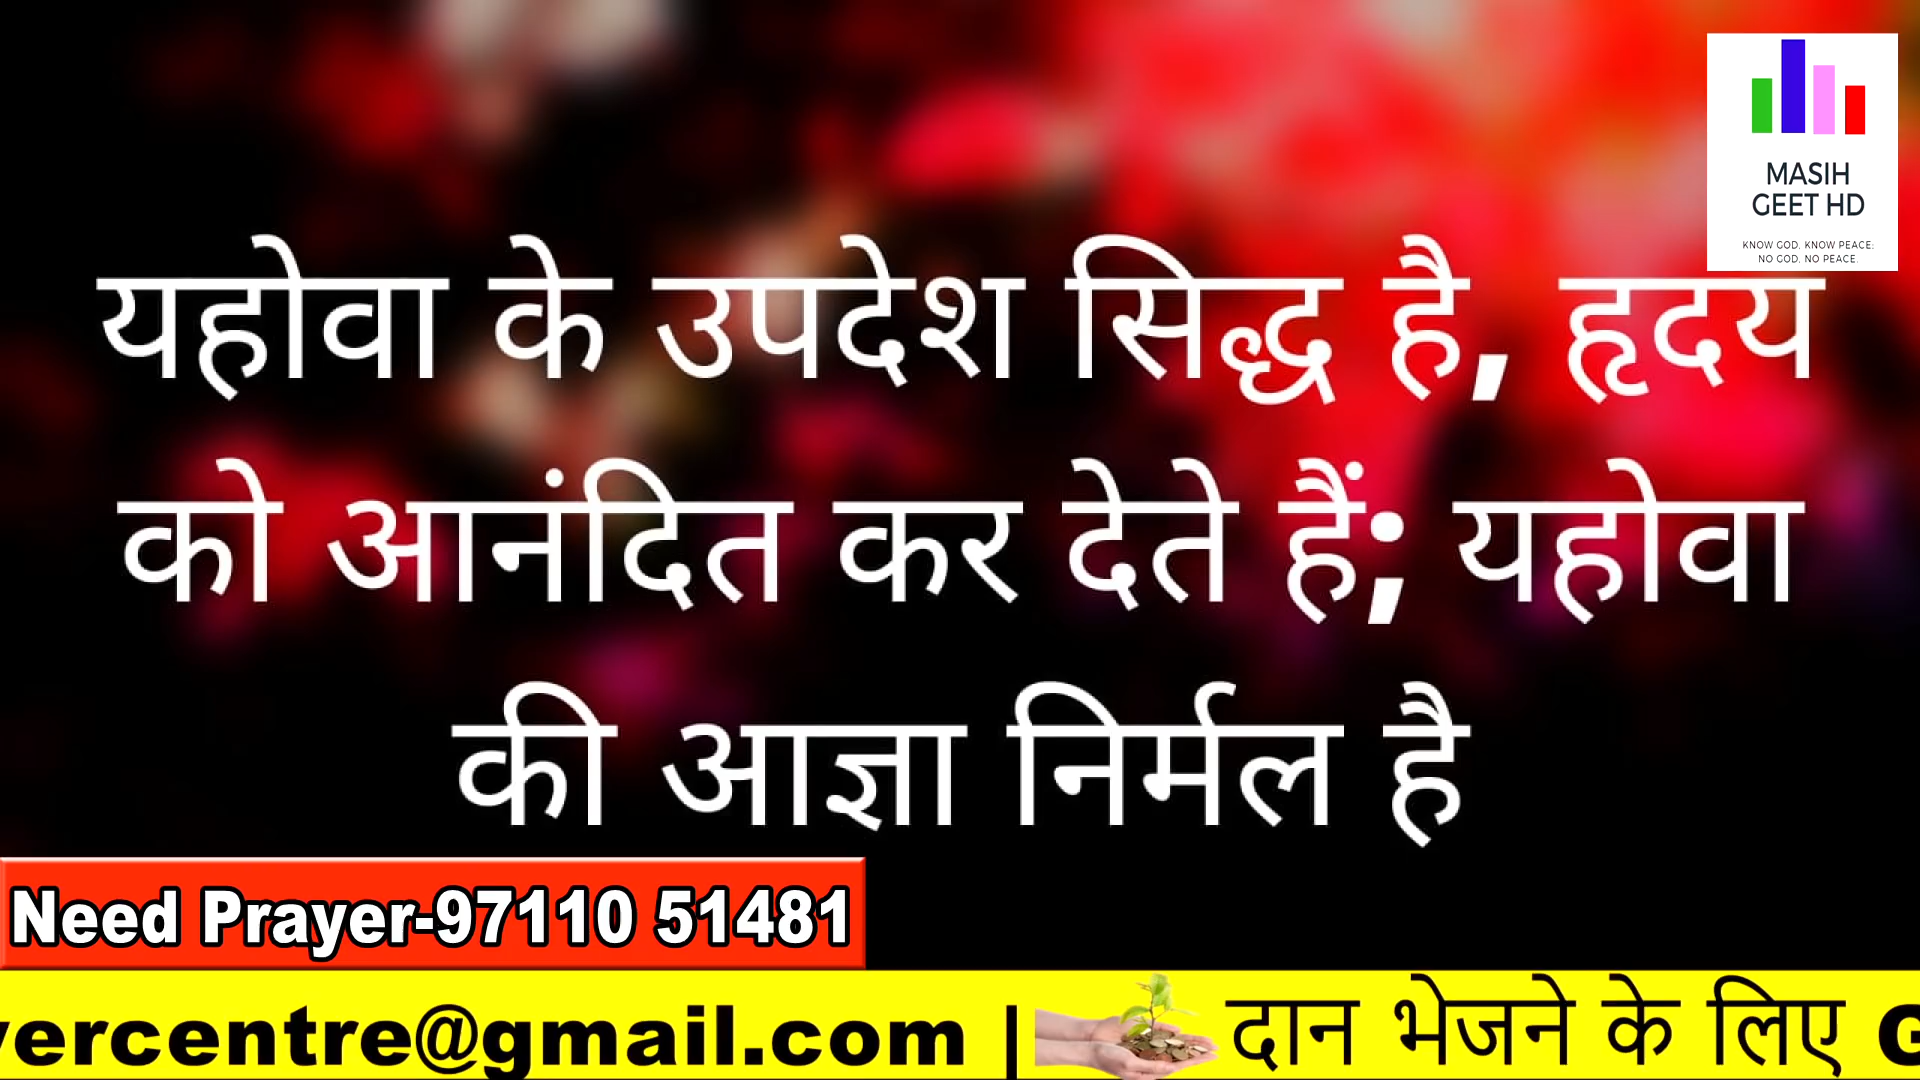 MASIH
GEET HD
KNOW GOD, KNOW PEACE;
NO GOD, NO PEACE.
यहोवा के उपदेश सिद्ध है, हृदय
को आनंदित कर देते हैं; यहोवा
की आज्ञा निर्मल है
Need Prayer-97110 51481
yercentre@gmail.com | दान भेजने के लिए G